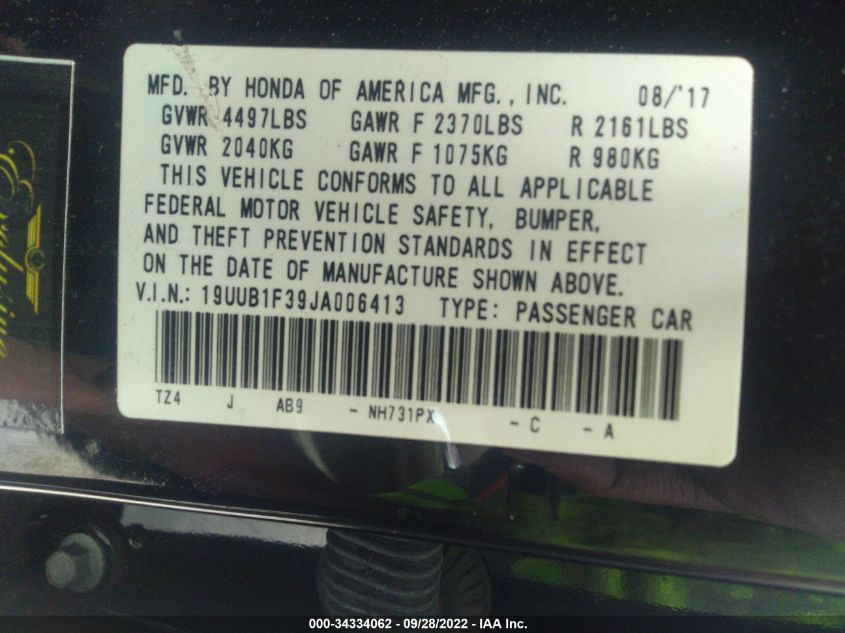 MFD. BY HONDA OF AMERICA MFG., INC. 08/'17
GVWR 4497LBS GAWR F 2370LBS R 2161LBS
GVWR 2040KG GAWR F 1075KG R 980KG
THIS VEHICLE CONFORMS TO ALL APPLICABLE
FEDERAL MOTOR VEHICLE SAFETY, BUMPER,
AND THEFT PREVENTION STANDARDS IN EFFECT
ON THE DATE OF MANUFACTURE SHOWN ABOVE.
V.I.N.: 19UUB1F39JA006413 TYPE: PASSENGER CAR
TZ4 J AB9 - NH731PX - C - A
Exclusive
000-34334062 - 09/28/2022 - IAA Inc.